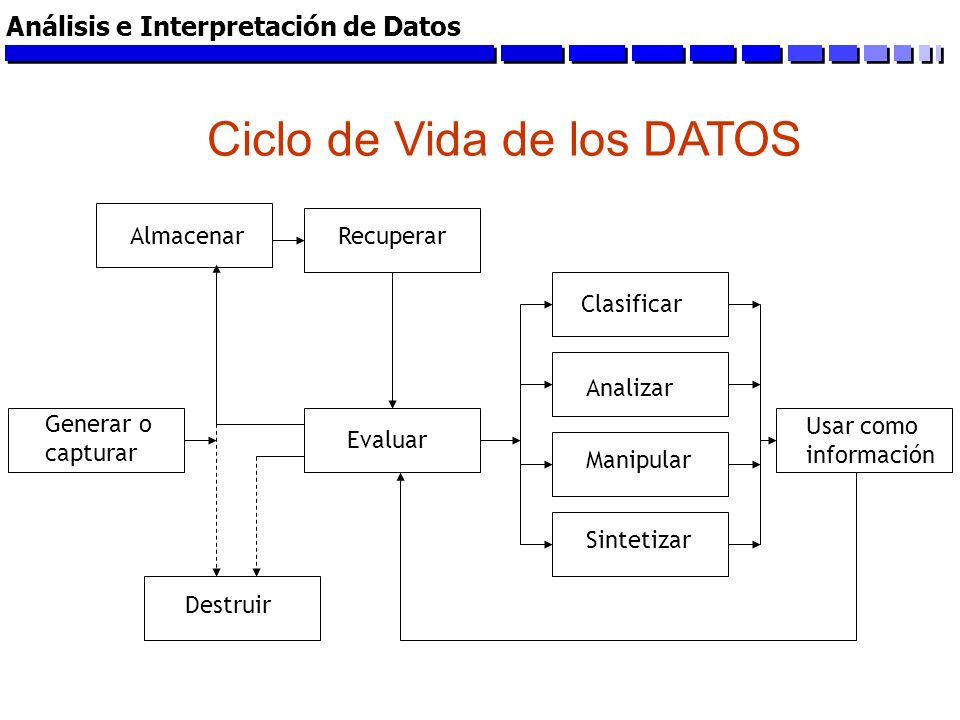 Análisis e Interpretación de Datos
Ciclo de Vida de los DATOS
Almacenar
Recuperar
Clasificar
Analizar
Generar o
capturar
Evaluar
Usar como
información
Manipular
Sintetizar
Destruir